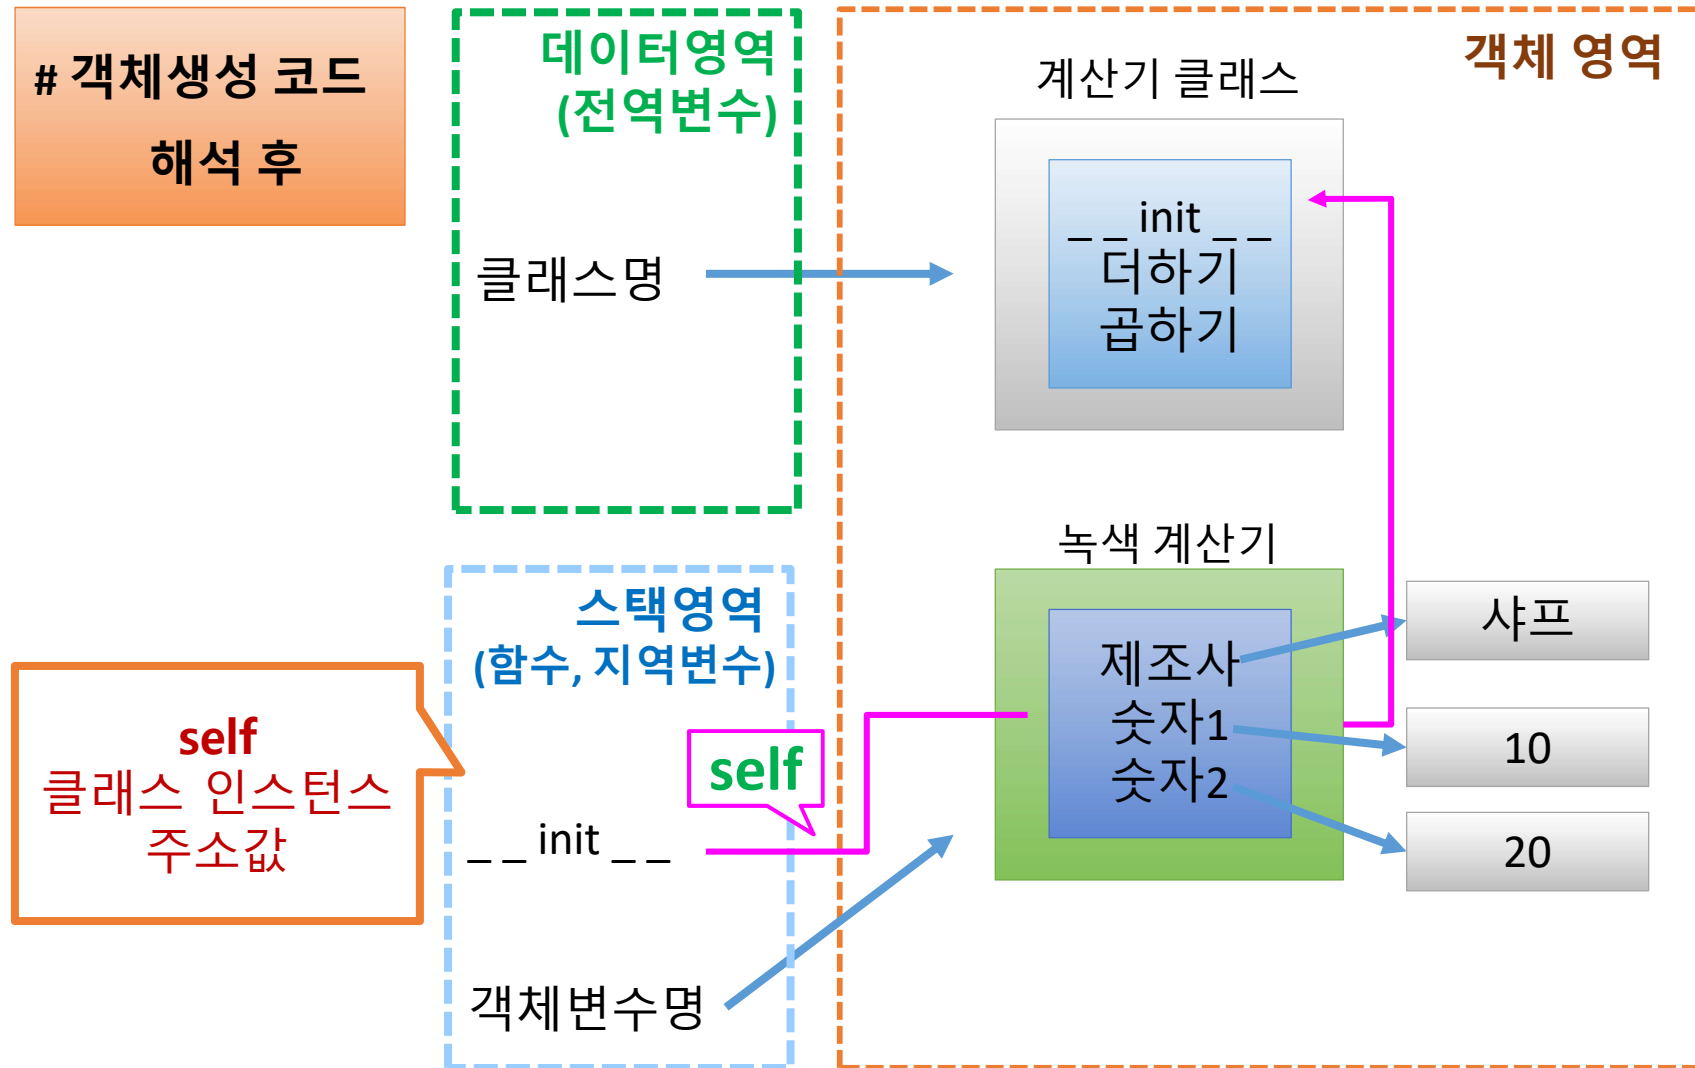 # 객체생성 코드
해석 후
데이터영역
(전역변수)
클래스명
객체 영역
계산기 클래스
_ _ init _ _
더하기
곱하기
녹색 계산기
제조사
숫자1
숫자2
샤프
10
20
스택영역
(함수, 지역변수)
self
클래스 인스턴스
주소값
self
_ _ init _ _
객체변수명